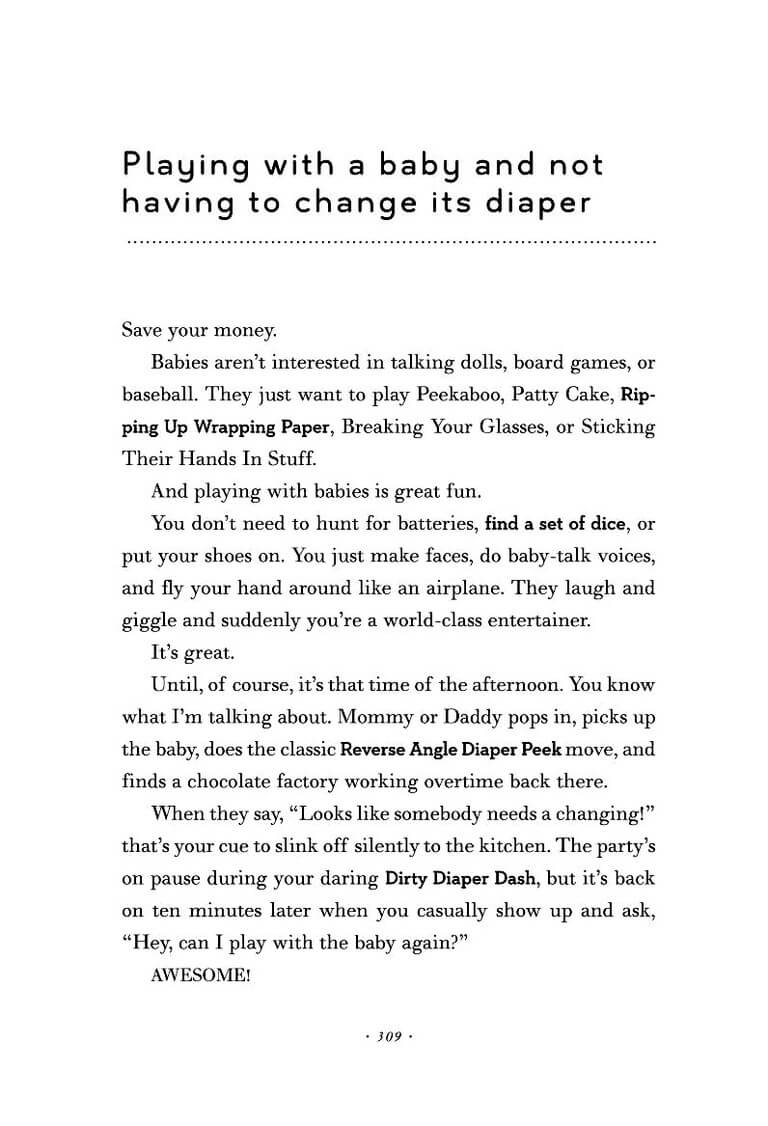 Playing with a baby and not
having to change its diaper
Save your money.
Babies aren’t interested in talking dolls, board games, or
baseball. They just want to play Peekaboo, Patty Cake, Rip-
ping Up Wrapping Paper, Breaking Your Glasses, or Sticking
Their Hands In Stuff.
And playing with babies is great fun.
You don’t need to hunt for batteries, find a set of dice, or
put your shoes on. You just make faces, do baby-talk voices,
and fly your hand around like an airplane. They laugh and
giggle and suddenly you’re a world-class entertainer.
It’s great.
Until, of course, it’s that time of the afternoon. You know
what I’m talking about. Mommy or Daddy pops in, picks up
the baby, does the classic Reverse Angle Diaper Peek move, and
finds a chocolate factory working overtime back there.
When they say, “Looks like somebody needs a changing!”
that’s your cue to slink off silently to the kitchen. The party’s
on pause during your daring Dirty Diaper Dash, but it’s back
on ten minutes later when you casually show up and ask,
“Hey, can I play with the baby again?”
AWESOME!
· 309 ·